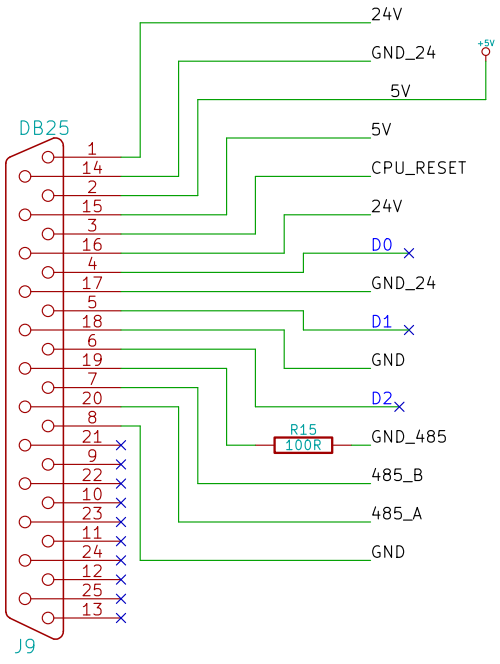 24V
GND_24
+5V
5V
DB25
1
5V
14
CPU_RESET
2
15
24V
3
16
D0
4
17
GND_24
5
D1
18
6
GND
19
7
D2
20
8
R15
GND_485
21
100R
9
485_B
22
10
485_A
23
11
GND
24
12
25
13
J9